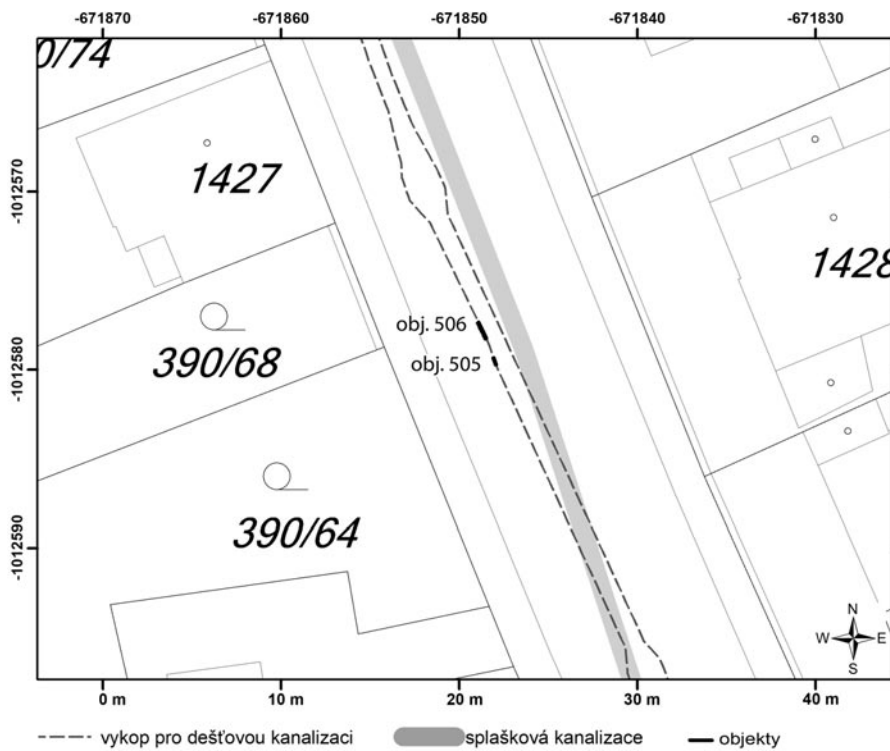 -671870 -671860 -671850 -671840 -671830
0/74
-1012570
1427
1428
obj. 506
390/68
obj. 505
-1012580
390/64
-1012590
N
W E
S
0 m 10 m 20 m 30 m 40 m
vykop pro dešťovou kanalizaci splašková kanalizace objekty